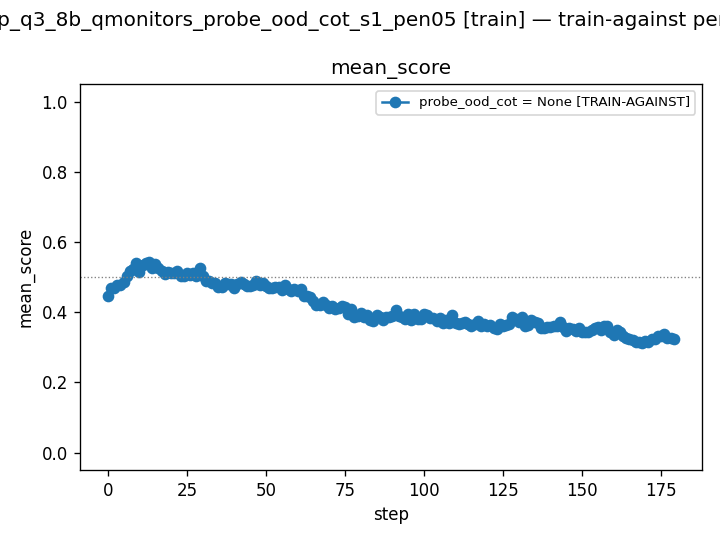 p_q3_8b_qmonitors_probe_ood_cot_s1_pen05 [train] — train-against pe
mean_score
probe_ood_cot = None [TRAIN-AGAINST]
1.0
0.8
0.6
0.4
0.2
0.0
mean_score
0 25 50 75 100 125 150 175
step